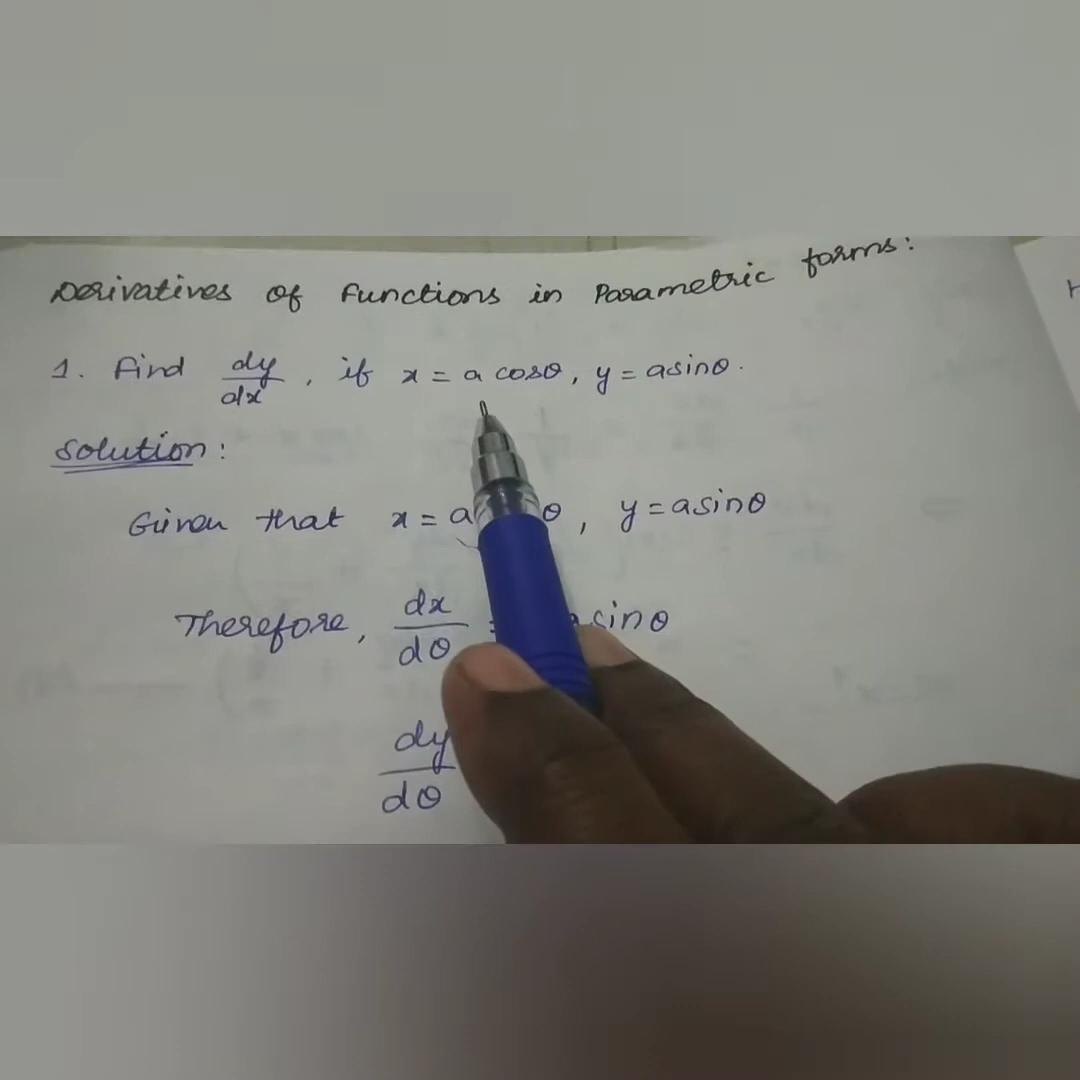 Derivatives of functions in Parametric forms:
1. Find dy/dx, if x = a cosθ, y = asinθ.
Solution:
Given that x = a θ, y = asinθ
Therefore, dx/dθ sinθ
dy/dθ